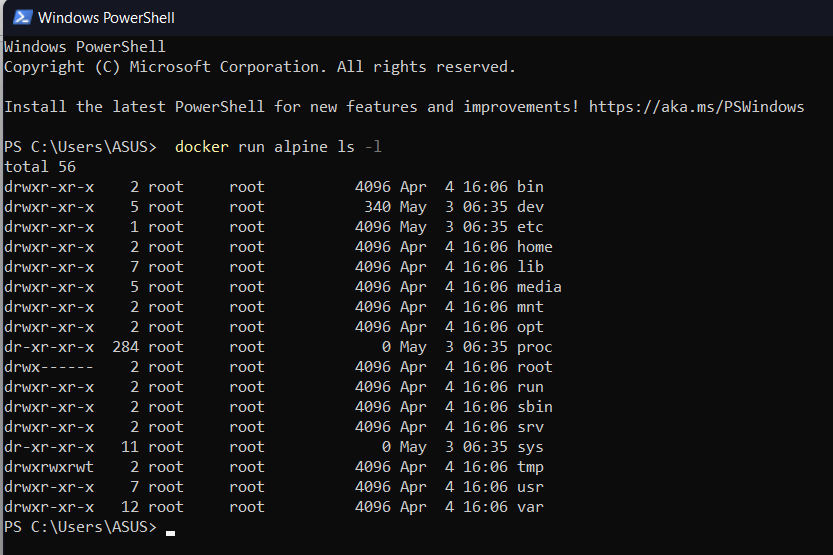 Windows PowerShell
Windows PowerShell
Copyright (C) Microsoft Corporation. All rights reserved.
Install the latest PowerShell for new features and improvements! https://aka.ms/PSWindows
PS C:\Users\ASUS>  docker run alpine ls -l
total 56
drwxr-xr-x    2 root     root          4096 Apr  4 16:06 bin
drwxr-xr-x    5 root     root           340 May  3 06:35 dev
drwxr-xr-x    1 root     root          4096 May  3 06:35 etc
drwxr-xr-x    2 root     root          4096 Apr  4 16:06 home
drwxr-xr-x    7 root     root          4096 Apr  4 16:06 lib
drwxr-xr-x    5 root     root          4096 Apr  4 16:06 media
drwxr-xr-x    2 root     root          4096 Apr  4 16:06 mnt
drwxr-xr-x    2 root     root          4096 Apr  4 16:06 opt
dr-xr-xr-x  284 root     root             0 May  3 06:35 proc
drwx------    2 root     root          4096 Apr  4 16:06 root
drwxr-xr-x    2 root     root          4096 Apr  4 16:06 run
drwxr-xr-x    2 root     root          4096 Apr  4 16:06 sbin
drwxr-xr-x    2 root     root          4096 Apr  4 16:06 srv
dr-xr-xr-x   11 root     root             0 May  3 06:35 sys
drwxrwxrwt    2 root     root          4096 Apr  4 16:06 tmp
drwxr-xr-x    7 root     root          4096 Apr  4 16:06 usr
drwxr-xr-x   12 root     root          4096 Apr  4 16:06 var
PS C:\Users\ASUS>